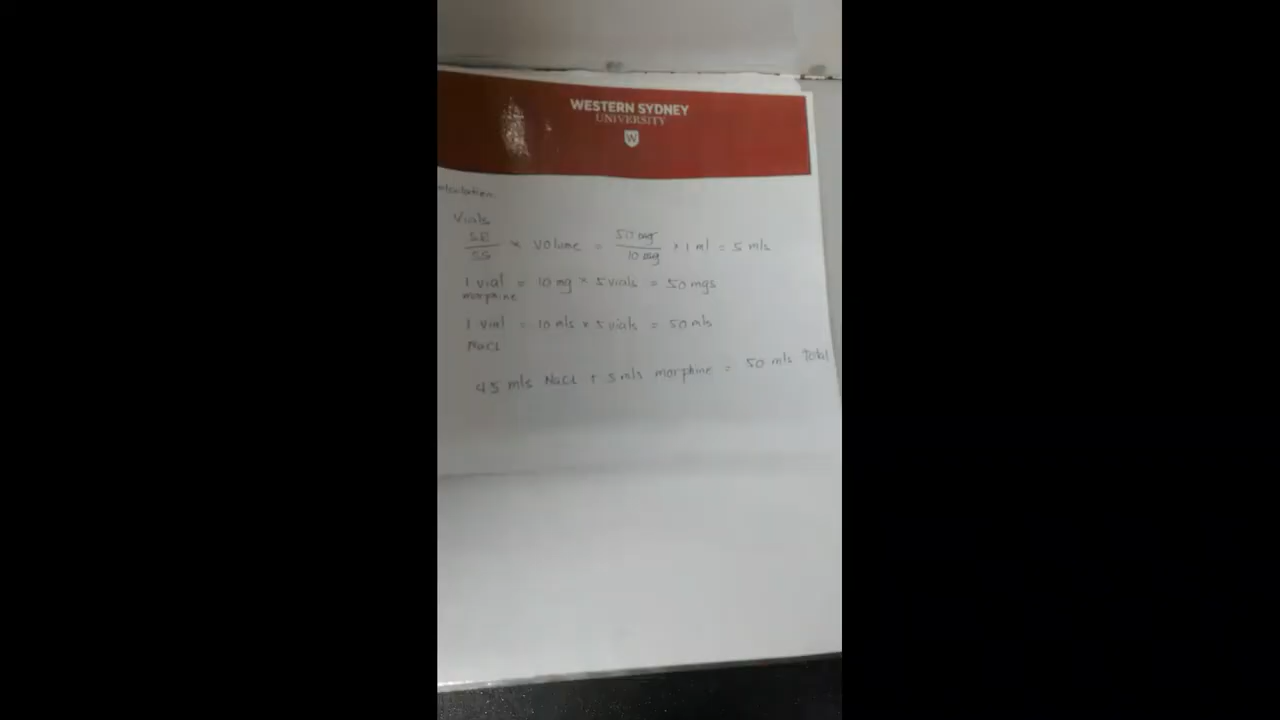 WESTERN SYDNEY
UNIVERSITY
W
Vials
SR/SS × Volume = 50 mg/10 mg × 1 ml = 5 mls
1 vial = 10 mg × 5 vials = 50 mgs
morphine
1 vial = 10 mls × 5 vials = 50 mls
NaCL
45 mls NaCL + 5 mls morphine = 50 mls Total